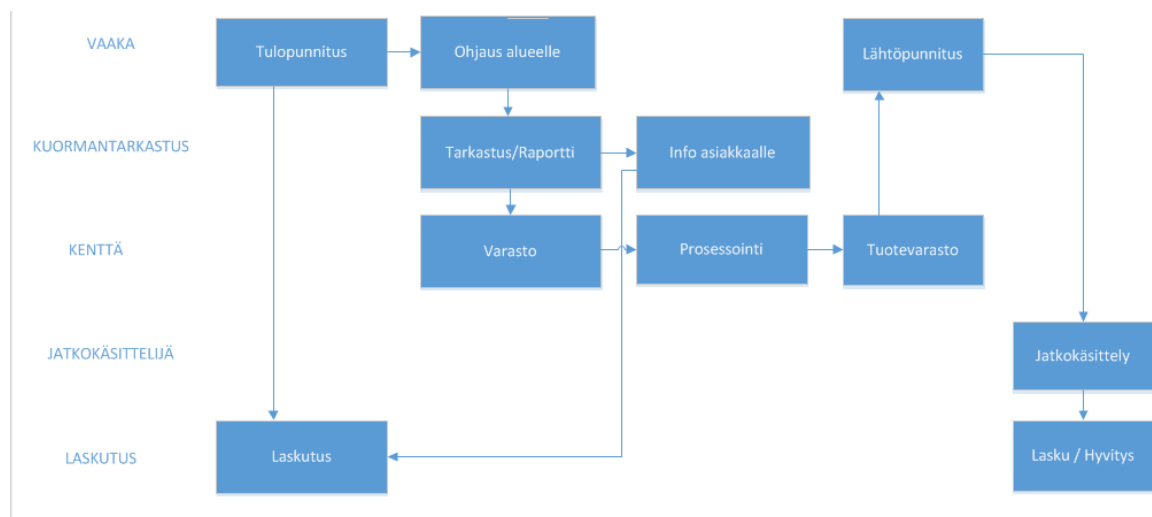 VAAKA
Tulopunnitus
Ohjaus alueelle
Lähtöpunnitus
KUORMANTARKASTUS
Tarkastus/Raportti
Info asiakkaalle
KENTTÄ
Varasto
Prosessointi
Tuotevarasto
JATKOKÄSITTELIJÄ
Jatkokäsittely
LASKUTUS
Laskutus
Lasku / Hyvitys